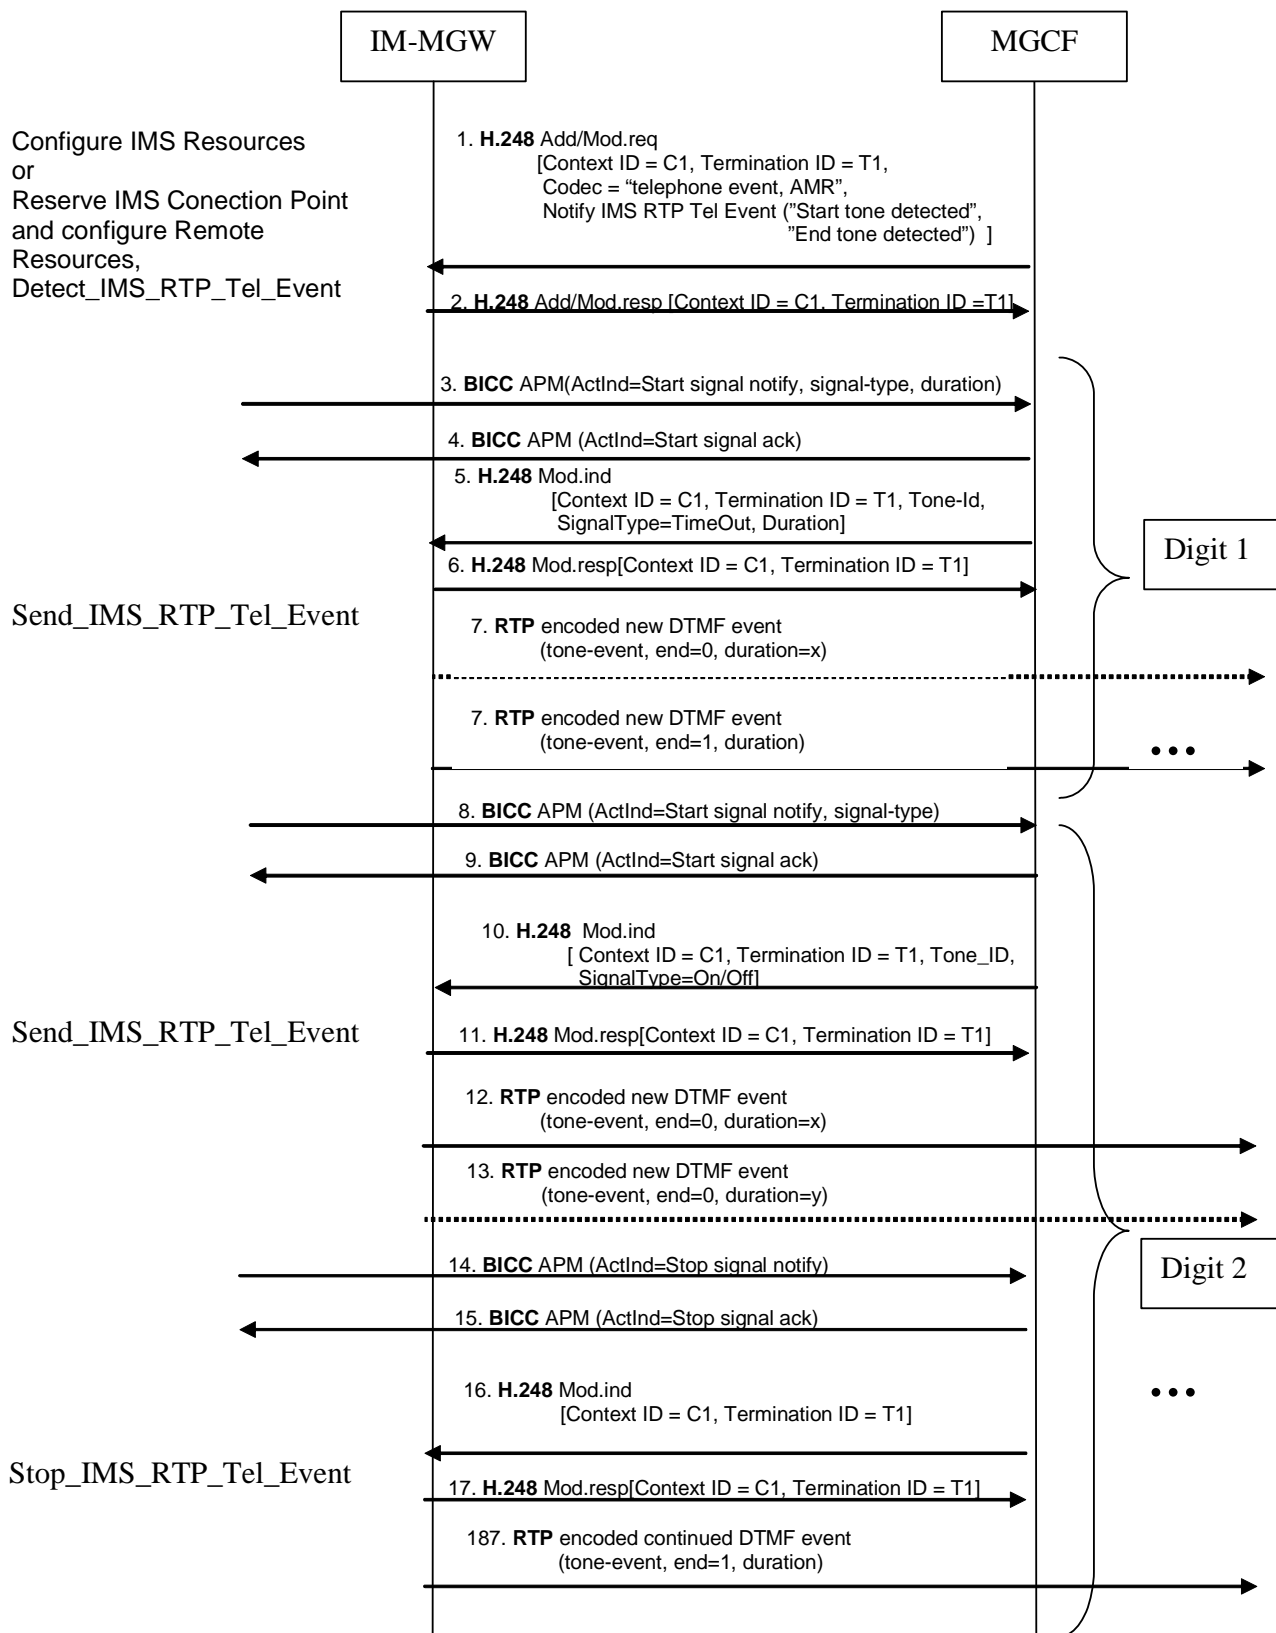 IM-MGW
MGCF
Configure IMS Resources
or
Reserve IMS Conection Point
and configure Remote
Resources,
Detect_IMS_RTP_Tel_Event
1. H.248 Add/Mod.req
[Context ID = C1, Termination ID = T1,
Codec = “telephone event, AMR”,
Notify IMS RTP Tel Event (”Start tone detected”,
”End tone detected”) ]
2. H.248 Add/Mod.resp [Context ID = C1, Termination ID =T1]
3. BICC APM(ActInd=Start signal notify, signal-type, duration)
4. BICC APM (ActInd=Start signal ack)
5. H.248 Mod.ind
[Context ID = C1, Termination ID = T1, Tone-Id,
SignalType=TimeOut, Duration]
Digit 1
6. H.248 Mod.resp[Context ID = C1, Termination ID = T1]
Send_IMS_RTP_Tel_Event
7. RTP encoded new DTMF event
(tone-event, end=0, duration=x)
7. RTP encoded new DTMF event
(tone-event, end=1, duration)
•••
8. BICC APM (ActInd=Start signal notify, signal-type)
9. BICC APM (ActInd=Start signal ack)
10. H.248 Mod.ind
[ Context ID = C1, Termination ID = T1, Tone_ID,
SignalType=On/Off]
Send_IMS_RTP_Tel_Event
11. H.248 Mod.resp[Context ID = C1, Termination ID = T1]
12. RTP encoded new DTMF event
(tone-event, end=0, duration=x)
13. RTP encoded new DTMF event
(tone-event, end=0, duration=y)
14. BICC APM (ActInd=Stop signal notify)
Digit 2
15. BICC APM (ActInd=Stop signal ack)
16. H.248 Mod.ind
[Context ID = C1, Termination ID = T1]
•••
Stop_IMS_RTP_Tel_Event
17. H.248 Mod.resp[Context ID = C1, Termination ID = T1]
187. RTP encoded continued DTMF event
(tone-event, end=1, duration)